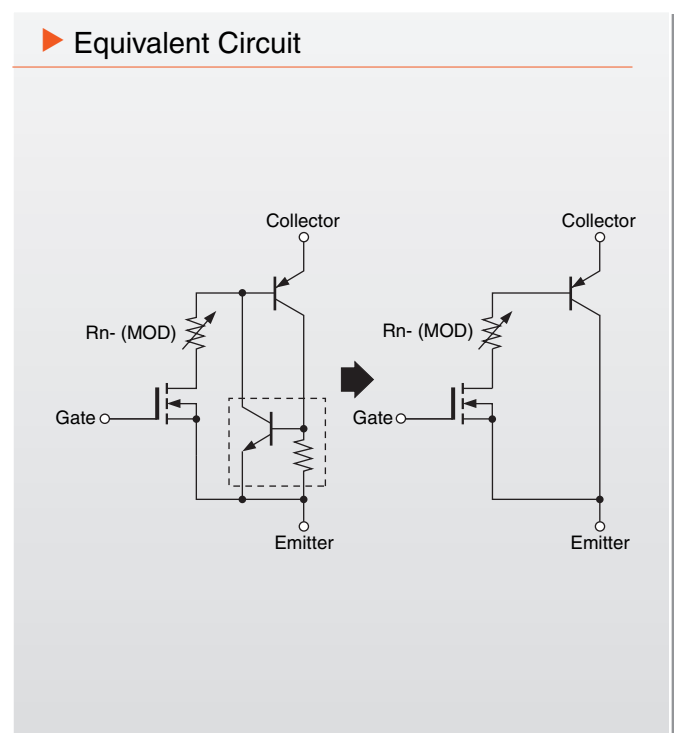 Equivalent Circuit
Collector
Rn- (MOD)
Gate
Emitter
Collector
Rn- (MOD)
Gate
Emitter